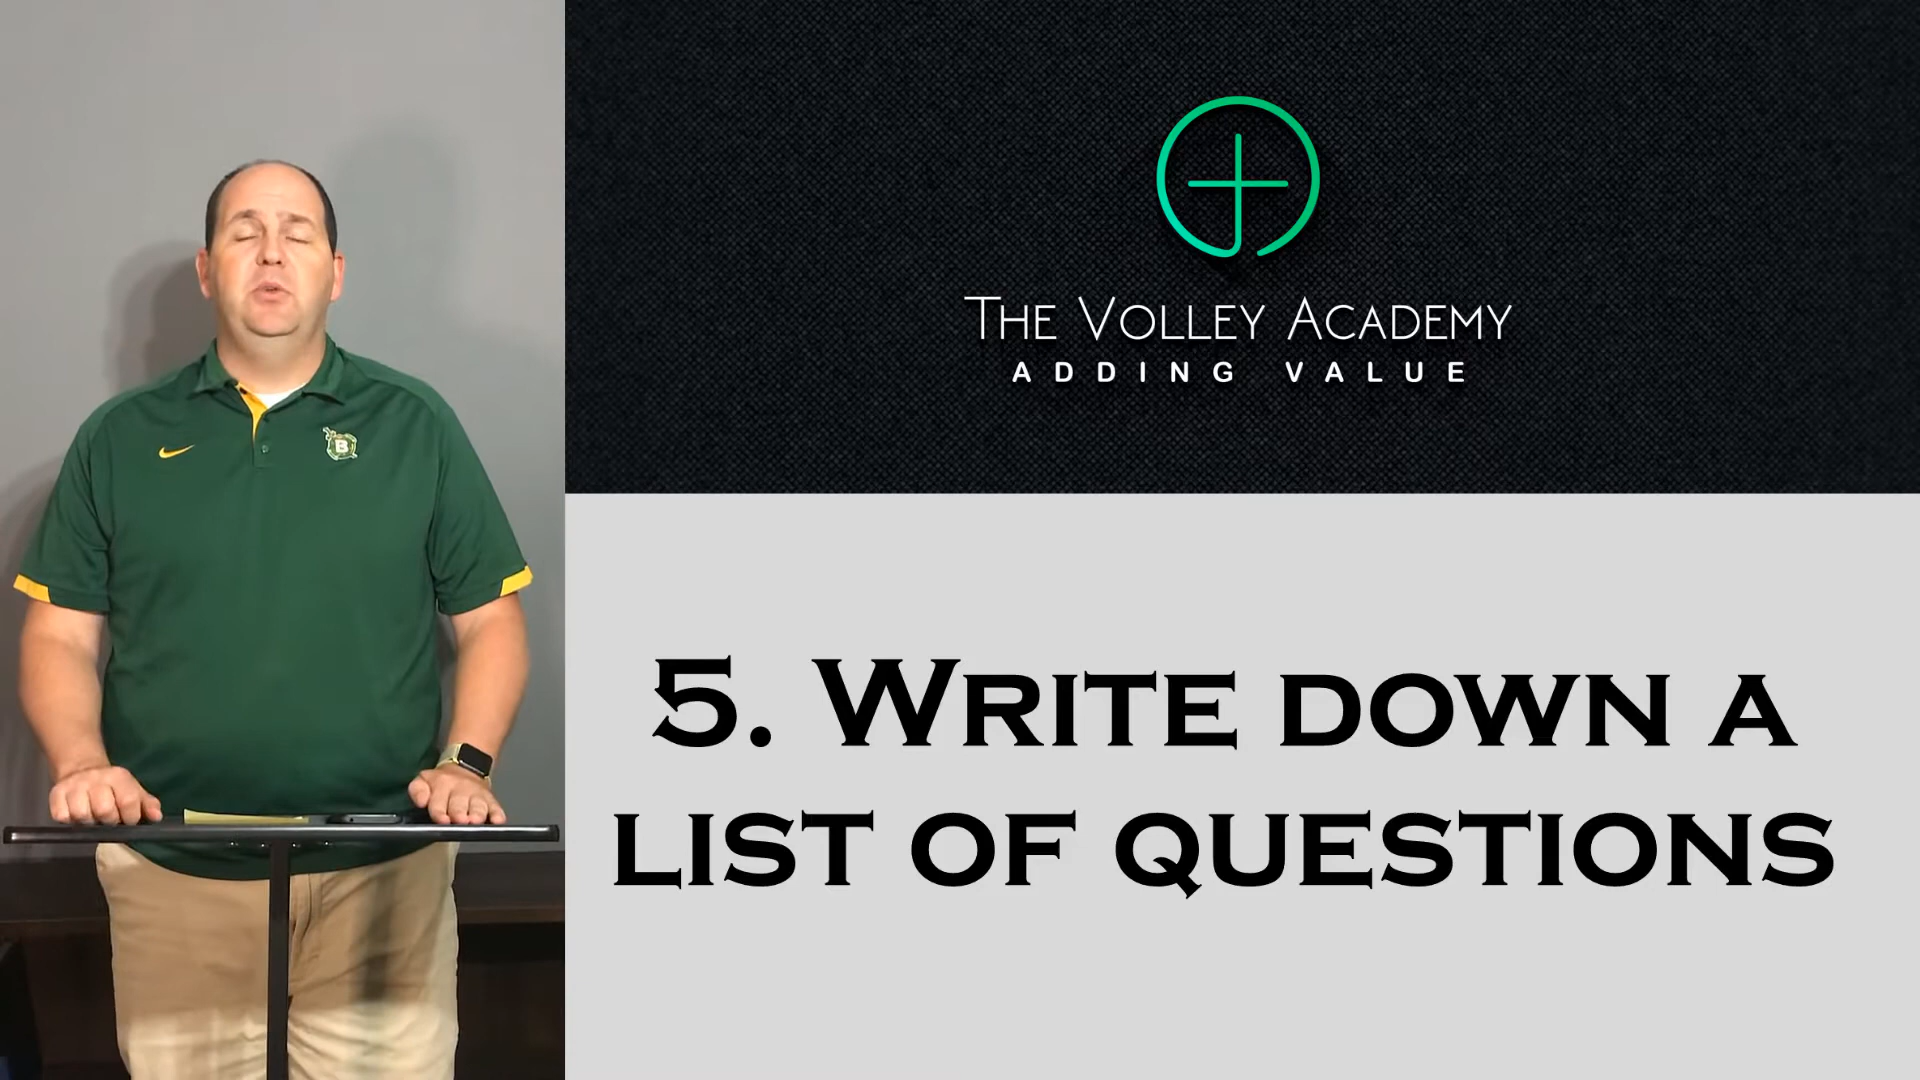 THE VOLLEY ACADEMY
ADDING VALUE
B
5. WRITE DOWN A
LIST OF QUESTIONS